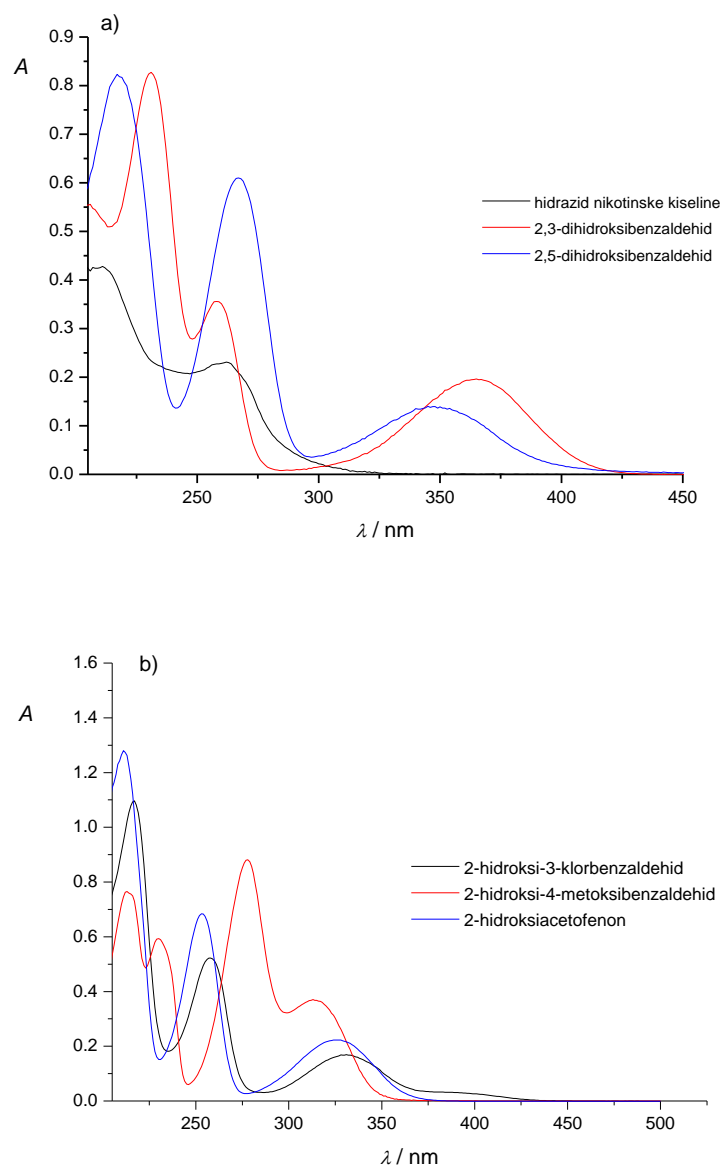 a)
A
0.9
0.8
0.7
0.6
0.5
0.4
0.3
0.2
0.1
0.0
hidrazid nikotinske kiseline
2,3-dihidroksibenzaldehid
2,5-dihidroksibenzaldehid
250 300 350 400 450
λ / nm
b)
A
1.6
1.4
1.2
1.0
0.8
0.6
0.4
0.2
0.0
2-hidroksi-3-klorbenzaldehid
2-hidroksi-4-metoksibenzaldehid
2-hidroksiacetofenon
250 300 350 400 450 500
λ / nm